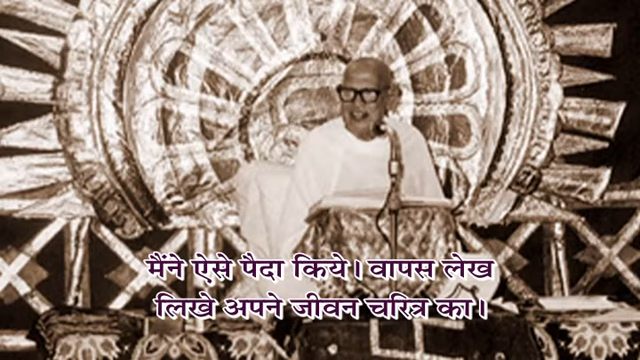 मैंने ऐसे पैदा किये। वापस लेख
लिखे अपने जीवन चरित्र का।